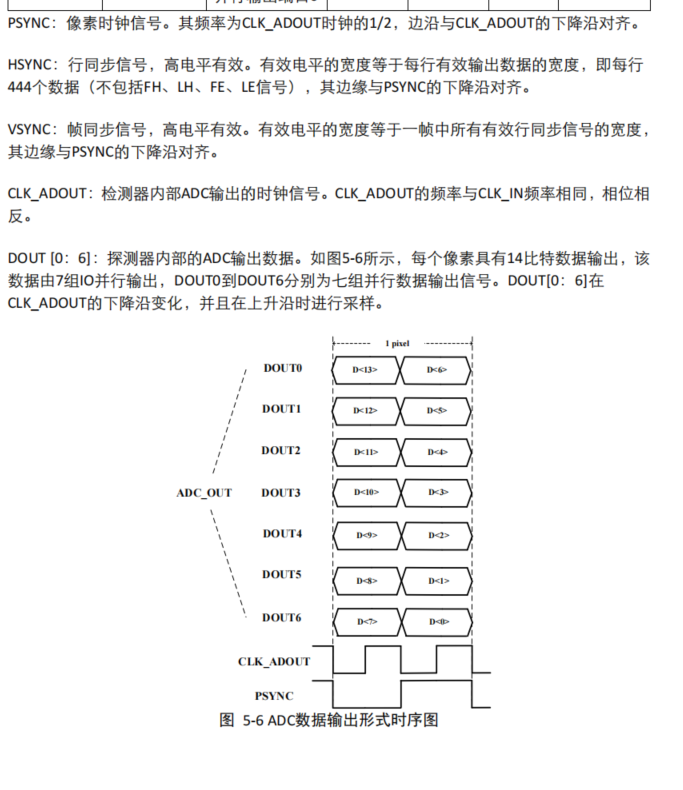 PSYNC：像素时钟信号。其频率为CLK_ADOUT时钟的1/2，边沿与CLK_ADOUT的下降沿对齐。
HSYNC：行同步信号，高电平有效。有效电平的宽度等于每行有效输出数据的宽度，即每行
444个数据（不包括FH、LH、FE、LE信号），其边缘与PSYNC的下降沿对齐。
VSYNC：帧同步信号，高电平有效。有效电平的宽度等于一帧中所有有效行同步信号的宽度，
其边缘与PSYNC的下降沿对齐。
CLK_ADOUT：检测器内部ADC输出的时钟信号。CLK_ADOUT的频率与CLK_IN频率相同，相位相
反。
DOUT [0：6]：探测器内部的ADC输出数据。如图5-6所示，每个像素具有14比特数据输出，该
数据由7组IO并行输出，DOUT0到DOUT6分别为七组并行数据输出信号。DOUT[0：6]在
CLK_ADOUT的下降沿变化，并且在上升沿时进行采样。
1 pixel
DOUT0 D<13> D<6>
DOUT1 D<12> D<5>
DOUT2 D<11> D<4>
ADC_OUT DOUT3 D<10> D<3>
DOUT4 D<9> D<2>
DOUT5 D<8> D<1>
DOUT6 D<7> D<0>
CLK_ADOUT
PSYNC
图 5-6 ADC数据输出形式时序图